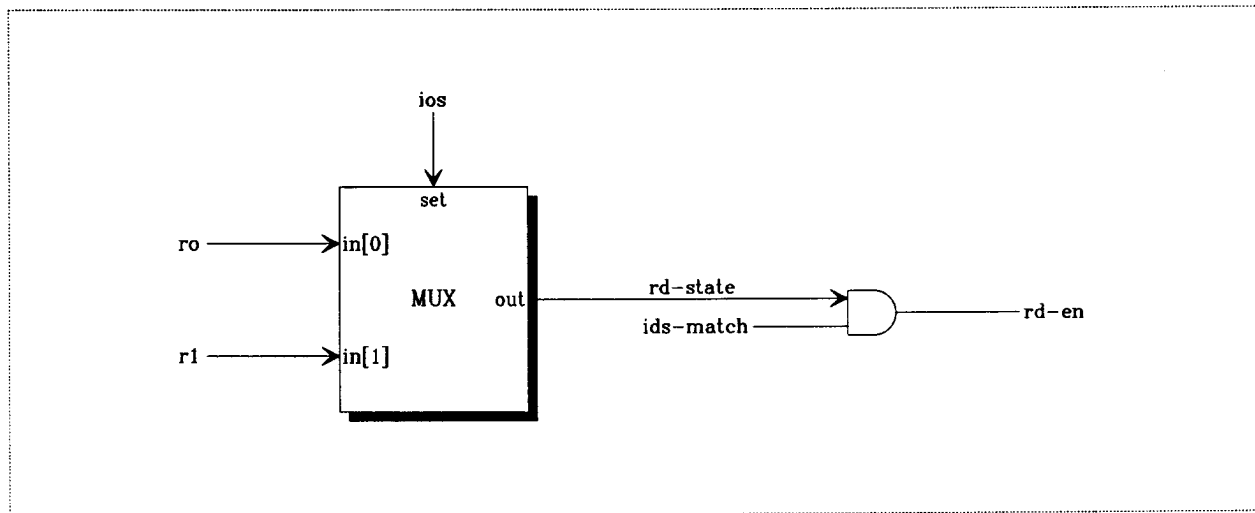 ios
set
ro
in[0]
MUX
out
rd-state
ids-match
rd-en
r1
in[1]